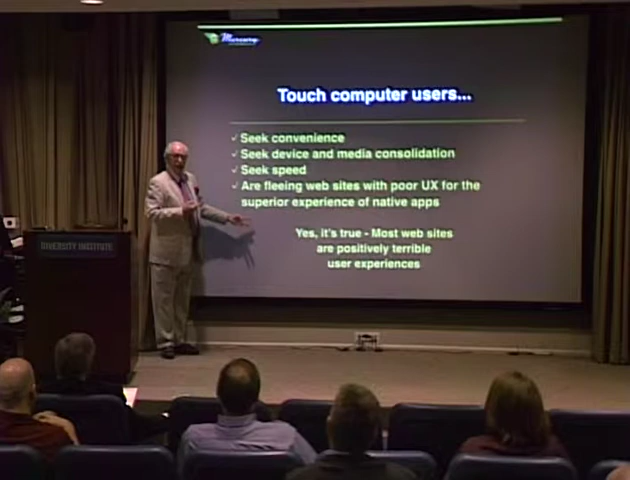 Mercury
Touch computer users...
✓ Seek convenience
✓ Seek device and media consolidation
✓ Seek speed
✓ Are fleeing web sites with poor UX for the
superior experience of native apps
Yes, it's true - Most web sites
are positively terrible
user experiences
DIVERSITY INSTITUTE